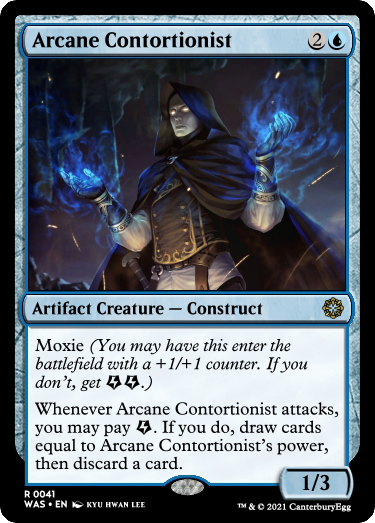 Arcane Contortionist 2
Artifact Creature — Construct
Moxie (You may have this enter the
battlefield with a +1/+1 counter. If you
don't, get .)
Whenever Arcane Contortionist attacks,
you may pay . If you do, draw cards
equal to Arcane Contortionist's power,
then discard a card.
1/3
R 0041
WAS • EN KYU HWAN LEE
™ & © 2021 CanterburyEgg